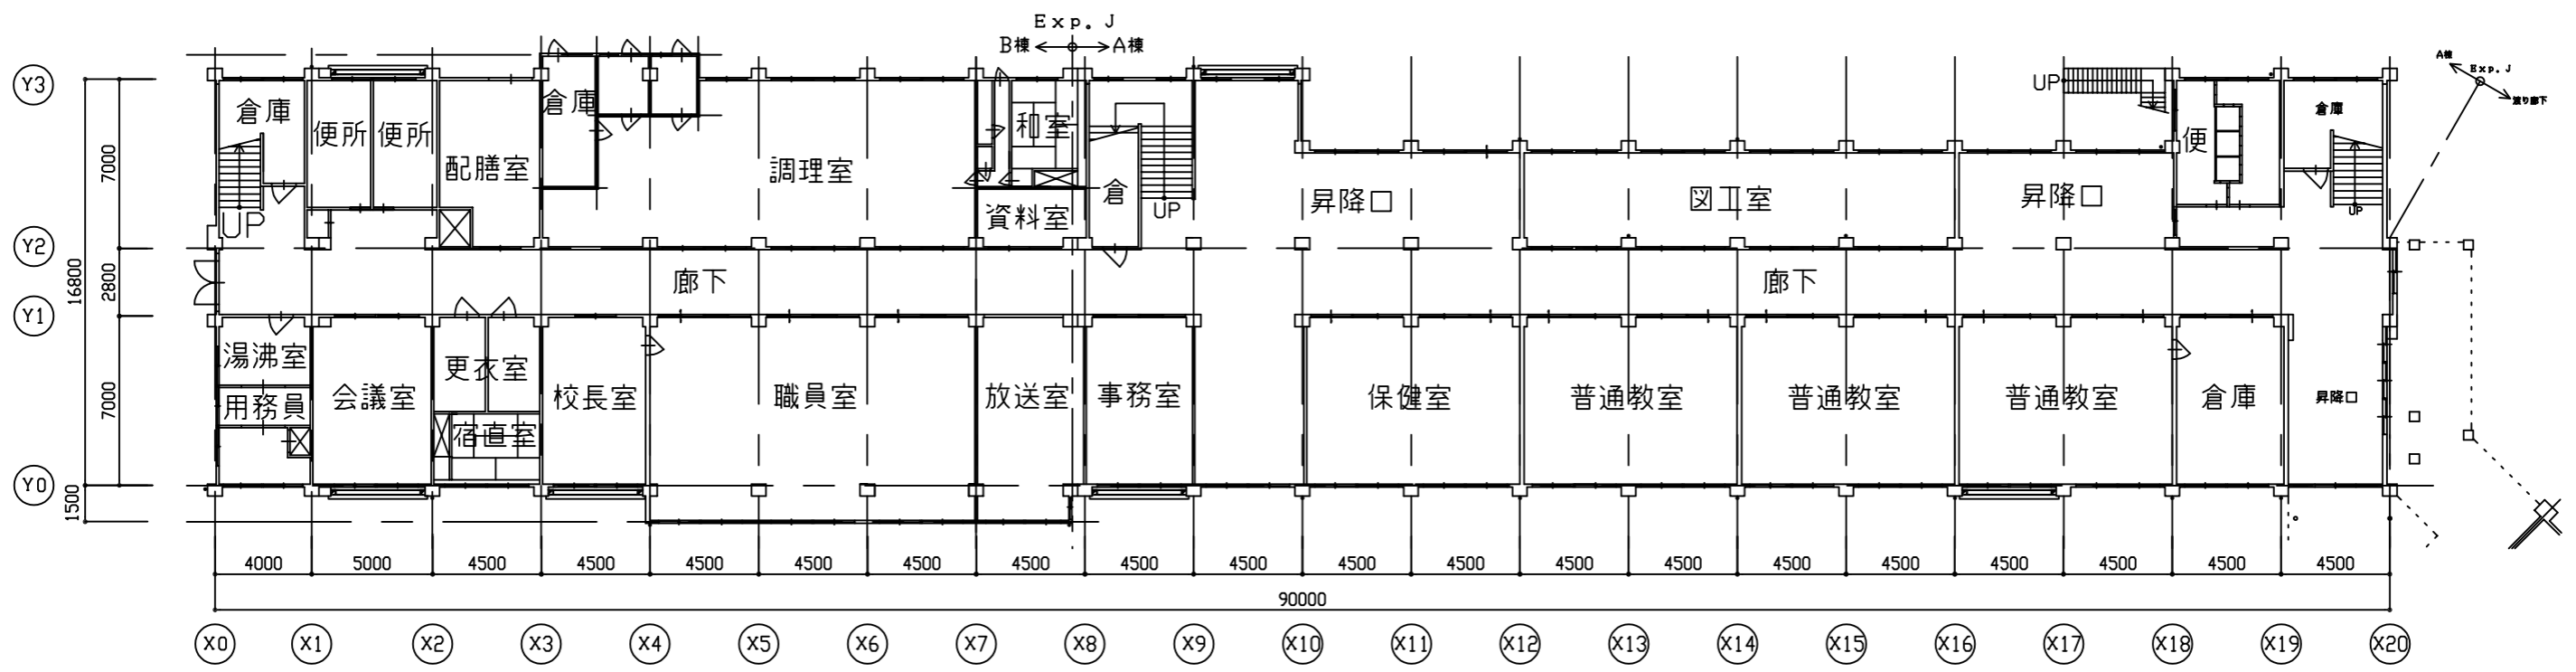 Exp. J
B棟 A棟
A棟
Exp. J
渡り廊下
Y3
倉庫
便所 便所
配膳室
倉庫
調理室
和室
資料室
倉
UP
昇降口
図工室
昇降口
UP
便
倉庫
UP
UP
Y2
廊下
廊下
Y1
湯沸室
用務員
会議室
更衣室
宿直室
校長室
職員室
放送室
事務室
保健室
普通教室
普通教室
普通教室
倉庫
昇降口
Y0
7000
2800
16800
7000
1500
4000 5000 4500 4500 4500 4500 4500 4500 4500 4500 4500 4500 4500 4500 4500 4500 4500 4500 4500 4500
90000
X0 X1 X2 X3 X4 X5 X6 X7 X8 X9 X10 X11 X12 X13 X14 X15 X16 X17 X18 X19 X20